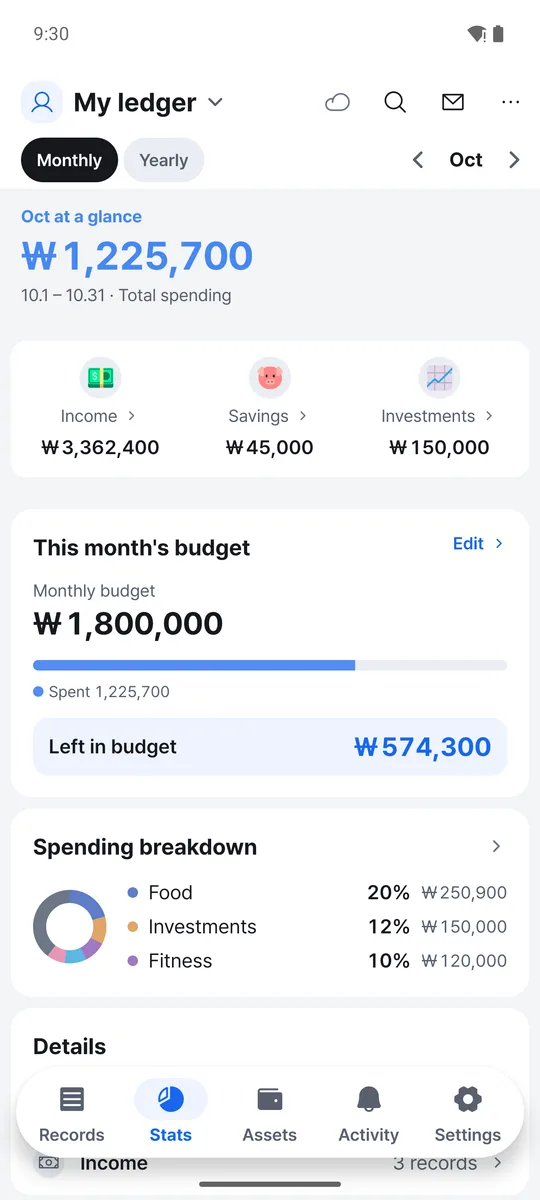 9:30
My ledger
Monthly Yearly Oct
Oct at a glance
₩1,225,700
10.1 – 10.31 · Total spending
Income Savings Investments
₩3,362,400 ₩45,000 ₩150,000
This month's budget Edit
Monthly budget
₩1,800,000
Spent 1,225,700
Left in budget ₩574,300
Spending breakdown
Food 20% ₩250,900
Investments 12% ₩150,000
Fitness 10% ₩120,000
Details
Records Stats Assets Activity Settings
Income 3 records